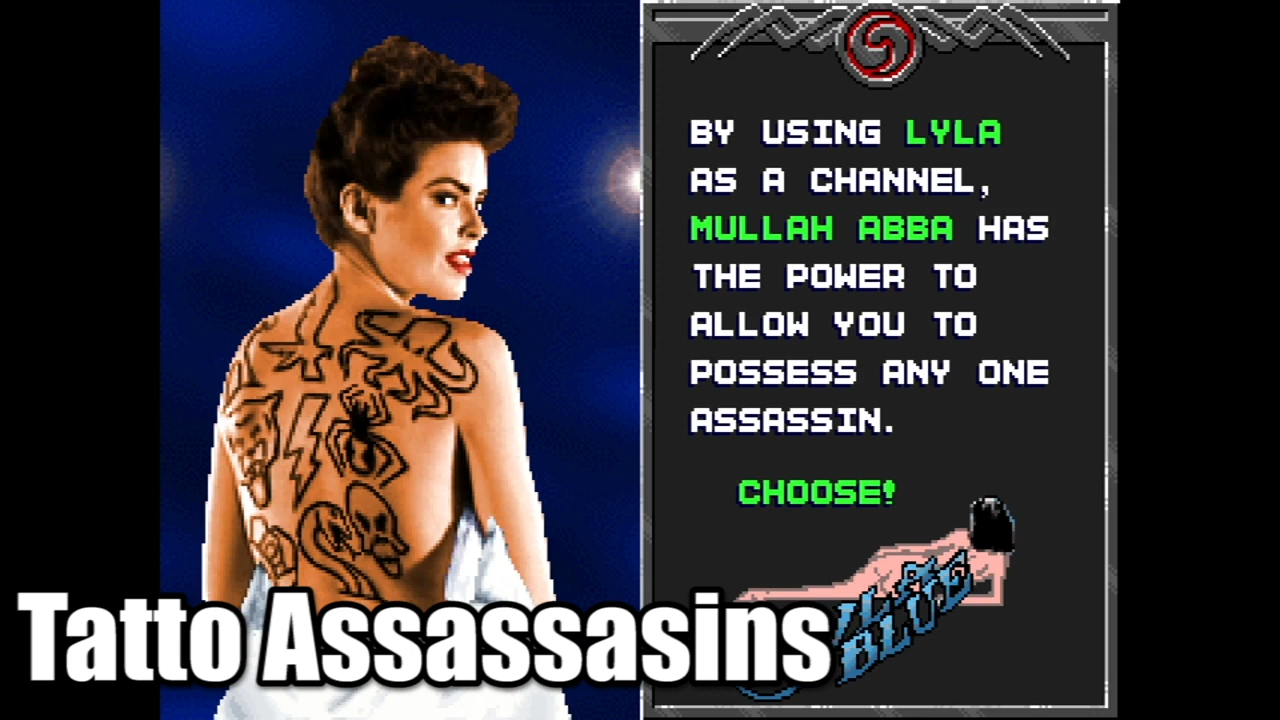 BY USING LYLA
AS A CHANNEL,
MULLAH ABBA HAS
THE POWER TO
ALLOW YOU TO
POSSESS ANY ONE
ASSASSIN.
CHOOSE!
BLUE
Tatto Assassasins